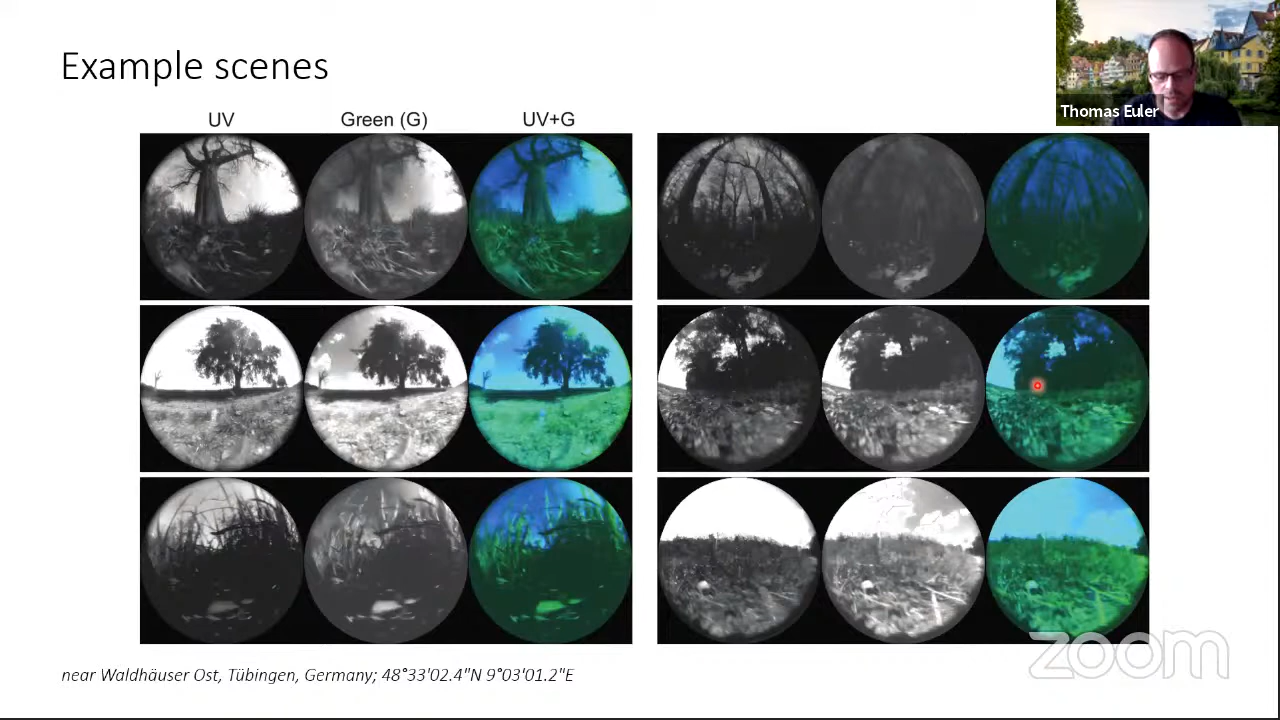 Example scenes
Thomas Euler
UV Green (G) UV+G
near Waldhäuser Ost, Tübingen, Germany; 48°33'02.4"N 9°03'01.2"E
zoom